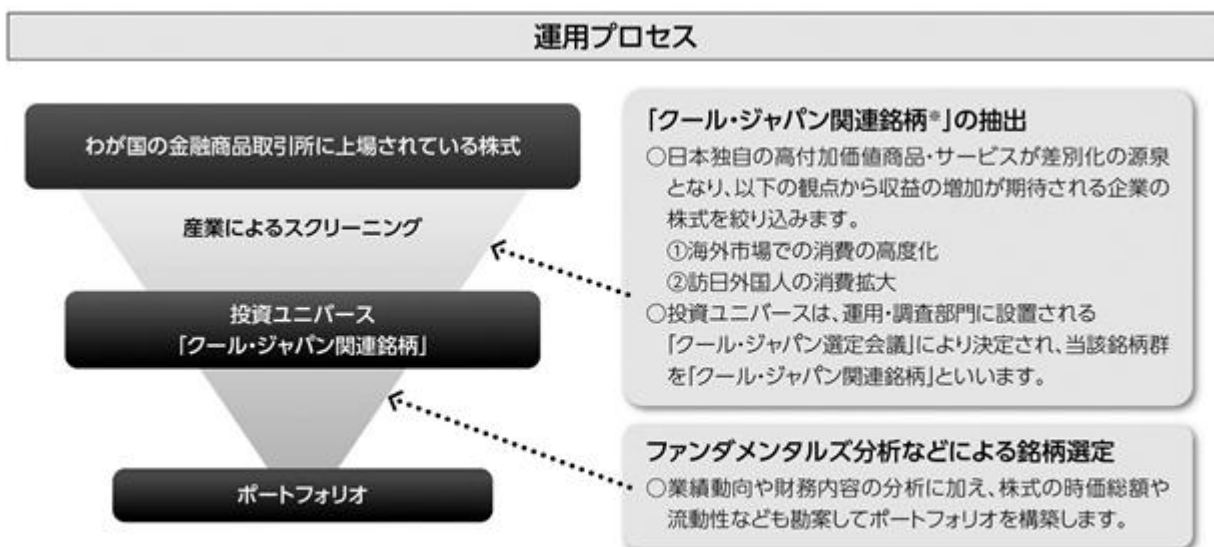 運用プロセス
わが国の金融商品取引所に上場されている株式
産業によるスクリーニング
投資ユニバース
「クール・ジャパン関連銘柄」
ポートフォリオ
「クール・ジャパン関連銘柄※」の抽出
○日本独自の高付加価値商品・サービスが差別化の源泉
となり、以下の観点から収益の増加が期待される企業の
株式を絞り込みます。
①海外市場での消費の高度化
②訪日外国人の消費拡大
○投資ユニバースは、運用・調査部門に設置される
「クール・ジャパン選定会議」により決定され、当該銘柄群
を「クール・ジャパン関連銘柄」といいます。
ファンダメンタルズ分析などによる銘柄選定
○業績動向や財務内容の分析に加え、株式の時価総額や
流動性なども勘案してポートフォリオを構築します。